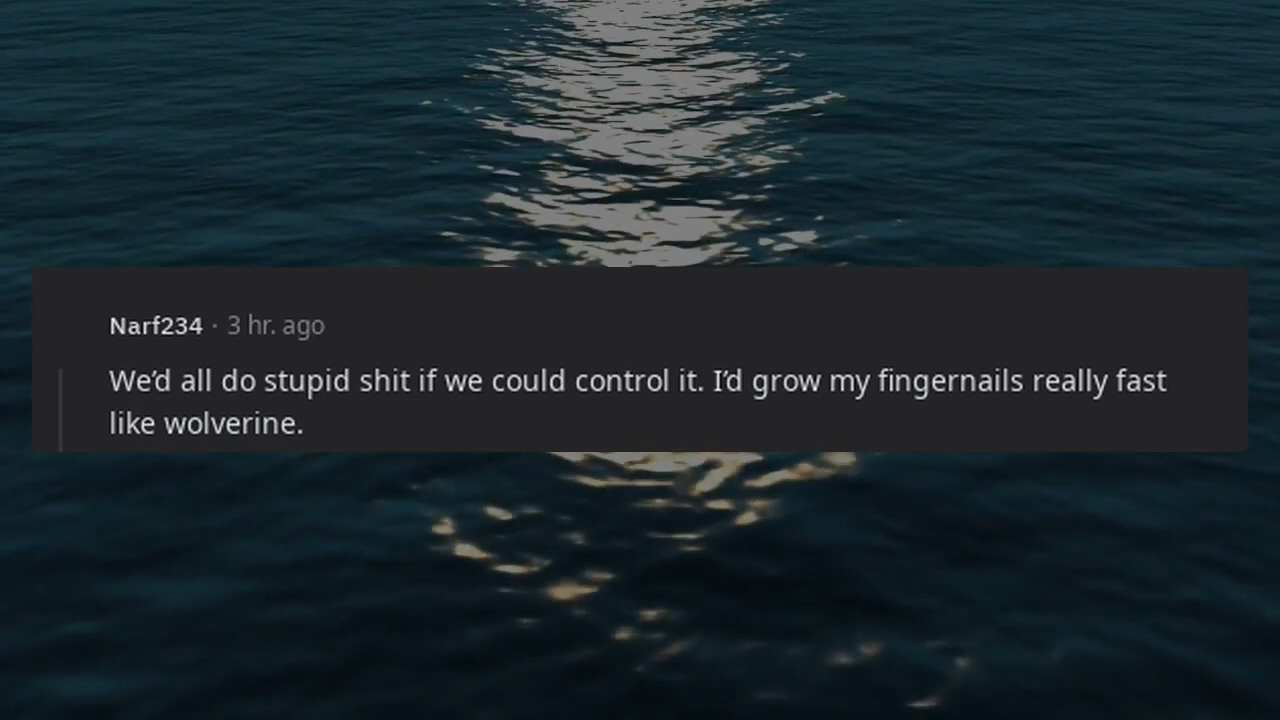 Narf234 · 3 hr. ago
We’d all do stupid shit if we could control it. I’d grow my fingernails really fast
like wolverine.